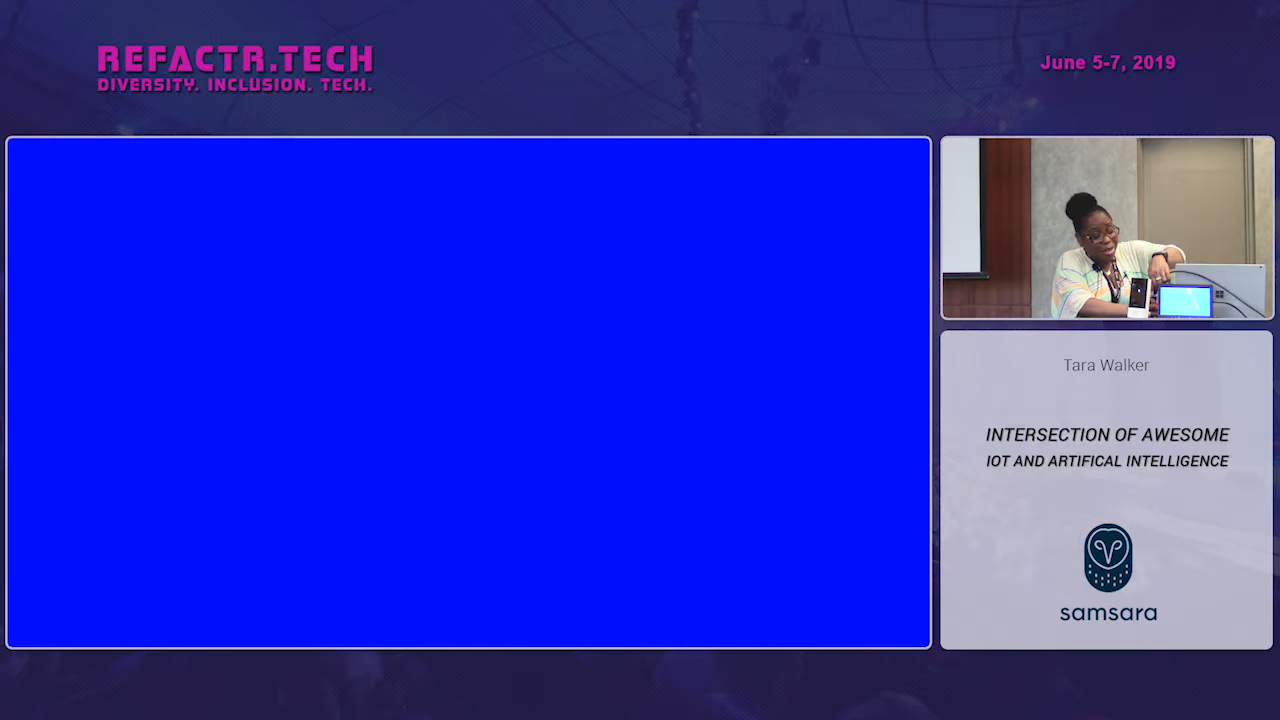 REFACTR.TECH
DIVERSITY. INCLUSION. TECH.
June 5-7, 2019
Tara Walker
INTERSECTION OF AWESOME
IOT AND ARTIFICAL INTELLIGENCE
samsara